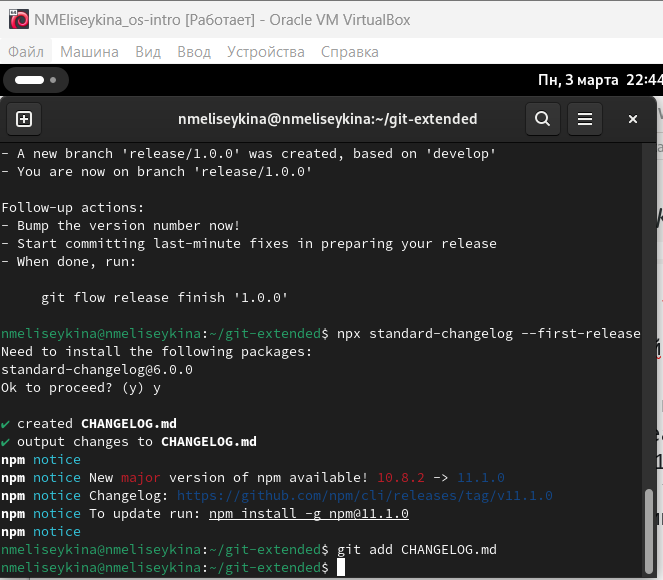 NMEliseykina_os-intro [Работает] - Oracle VM VirtualBox
Файл Машина Вид Ввод Устройства Справка
Пн, 3 марта 22:44
nmeliseykina@nmeliseykina:~/git-extended
- A new branch 'release/1.0.0' was created, based on 'develop'
- You are now on branch 'release/1.0.0'
Follow-up actions:
- Bump the version number now!
- Start committing last-minute fixes in preparing your release
- When done, run:
git flow release finish '1.0.0'
nmeliseykina@nmeliseykina:~/git-extended$ npx standard-changelog --first-release
Need to install the following packages:
standard-changelog@6.0.0
Ok to proceed? (y) y
✔ created CHANGELOG.md
✔ output changes to CHANGELOG.md
npm notice
npm notice New major version of npm available! 10.8.2 -> 11.1.0
npm notice Changelog: https://github.com/npm/cli/releases/tag/v11.1.0
npm notice To update run: npm install -g npm@11.1.0
npm notice
nmeliseykina@nmeliseykina:~/git-extended$ git add CHANGELOG.md
nmeliseykina@nmeliseykina:~/git-extended$